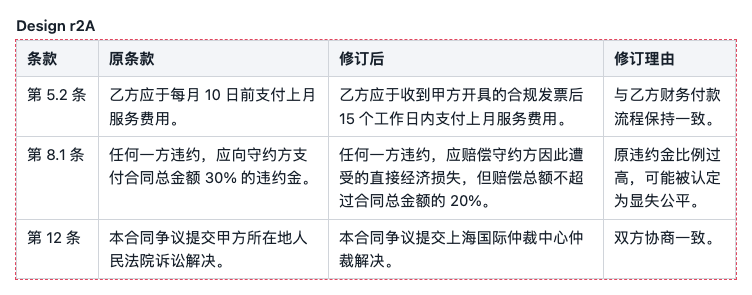 Design r2A
条款 原条款 修订后 修订理由
第 5.2 条 乙方应于每月 10 日前支付上月 乙方应于收到甲方开具的合规发票后 与乙方财务付款
服务费用。 15 个工作日内支付上月服务费用。 流程保持一致。
第 8.1 条 任何一方违约，应向守约方支 任何一方违约，应赔偿守约方因此遭 原违约金比例过
付合同总金额 30% 的违约金。 受的直接经济损失，但赔偿总额不超 高，可能被认定
过合同总金额的 20%。 为显失公平。
第 12 条 本合同争议提交甲方所在地人 本合同争议提交上海国际仲裁中心仲 双方协商一致。
民法院诉讼解决。 裁解决。